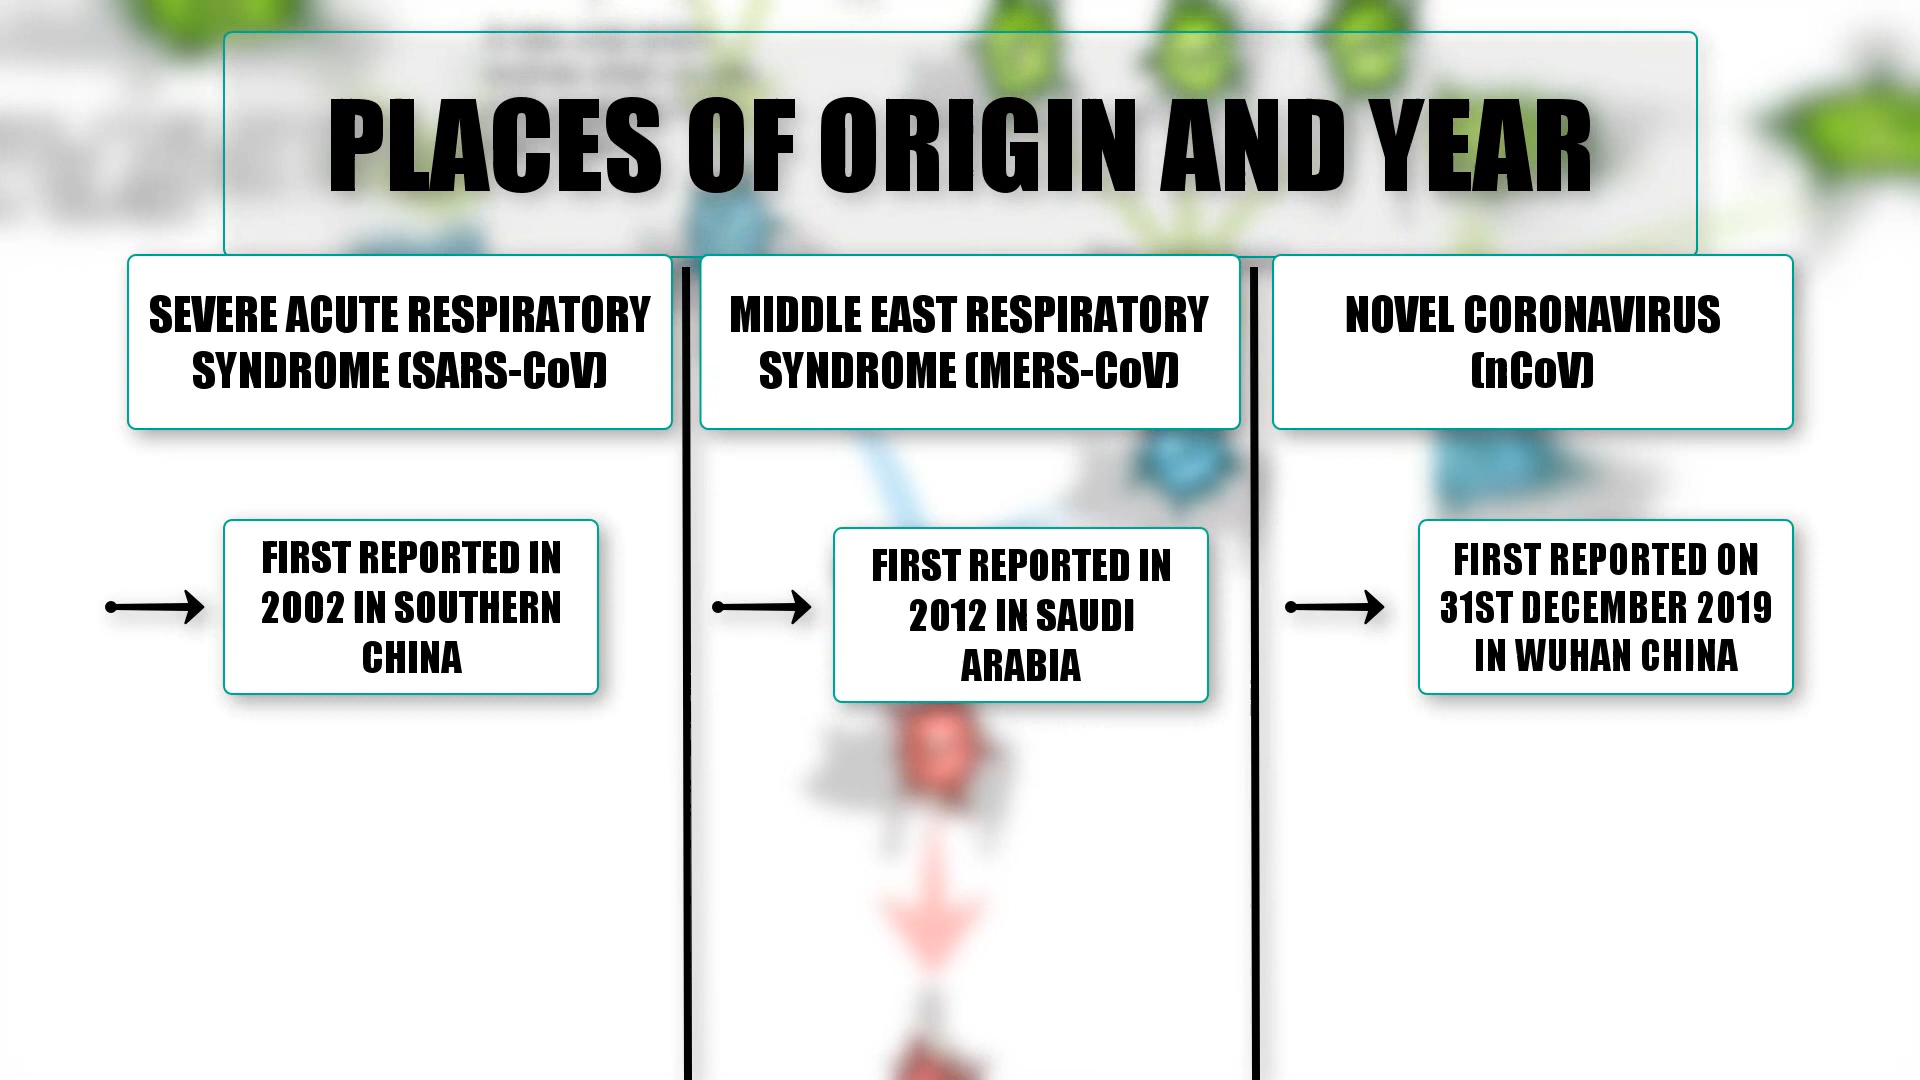 PLACES OF ORIGIN AND YEAR
SEVERE ACUTE RESPIRATORY
SYNDROME (SARS-CoV)
MIDDLE EAST RESPIRATORY
SYNDROME (MERS-CoV)
NOVEL CORONAVIRUS
(nCoV)
FIRST REPORTED IN
2002 IN SOUTHERN
CHINA
FIRST REPORTED IN
2012 IN SAUDI
ARABIA
FIRST REPORTED ON
31ST DECEMBER 2019
IN WUHAN CHINA